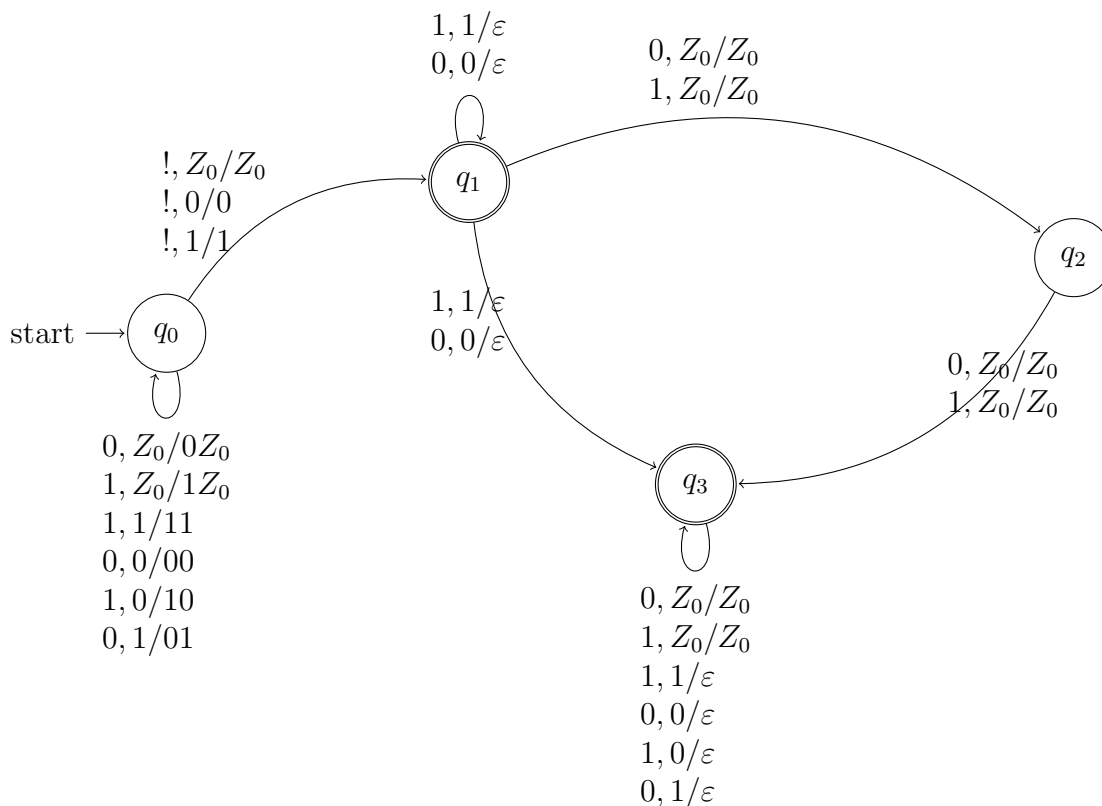 1, 1/ε
0, 0/ε
0, Z₀/Z₀
1, Z₀/Z₀
!, Z₀/Z₀
!, 0/0
!, 1/1
q₁
q₂
1, 1/ε
0, 0/ε
start
q₀
0, Z₀/Z₀
1, Z₀/Z₀
0, Z₀/0Z₀
1, Z₀/1Z₀
1, 1/11
0, 0/00
1, 0/10
0, 1/01
q₃
0, Z₀/Z₀
1, Z₀/Z₀
1, 1/ε
0, 0/ε
1, 0/ε
0, 1/ε